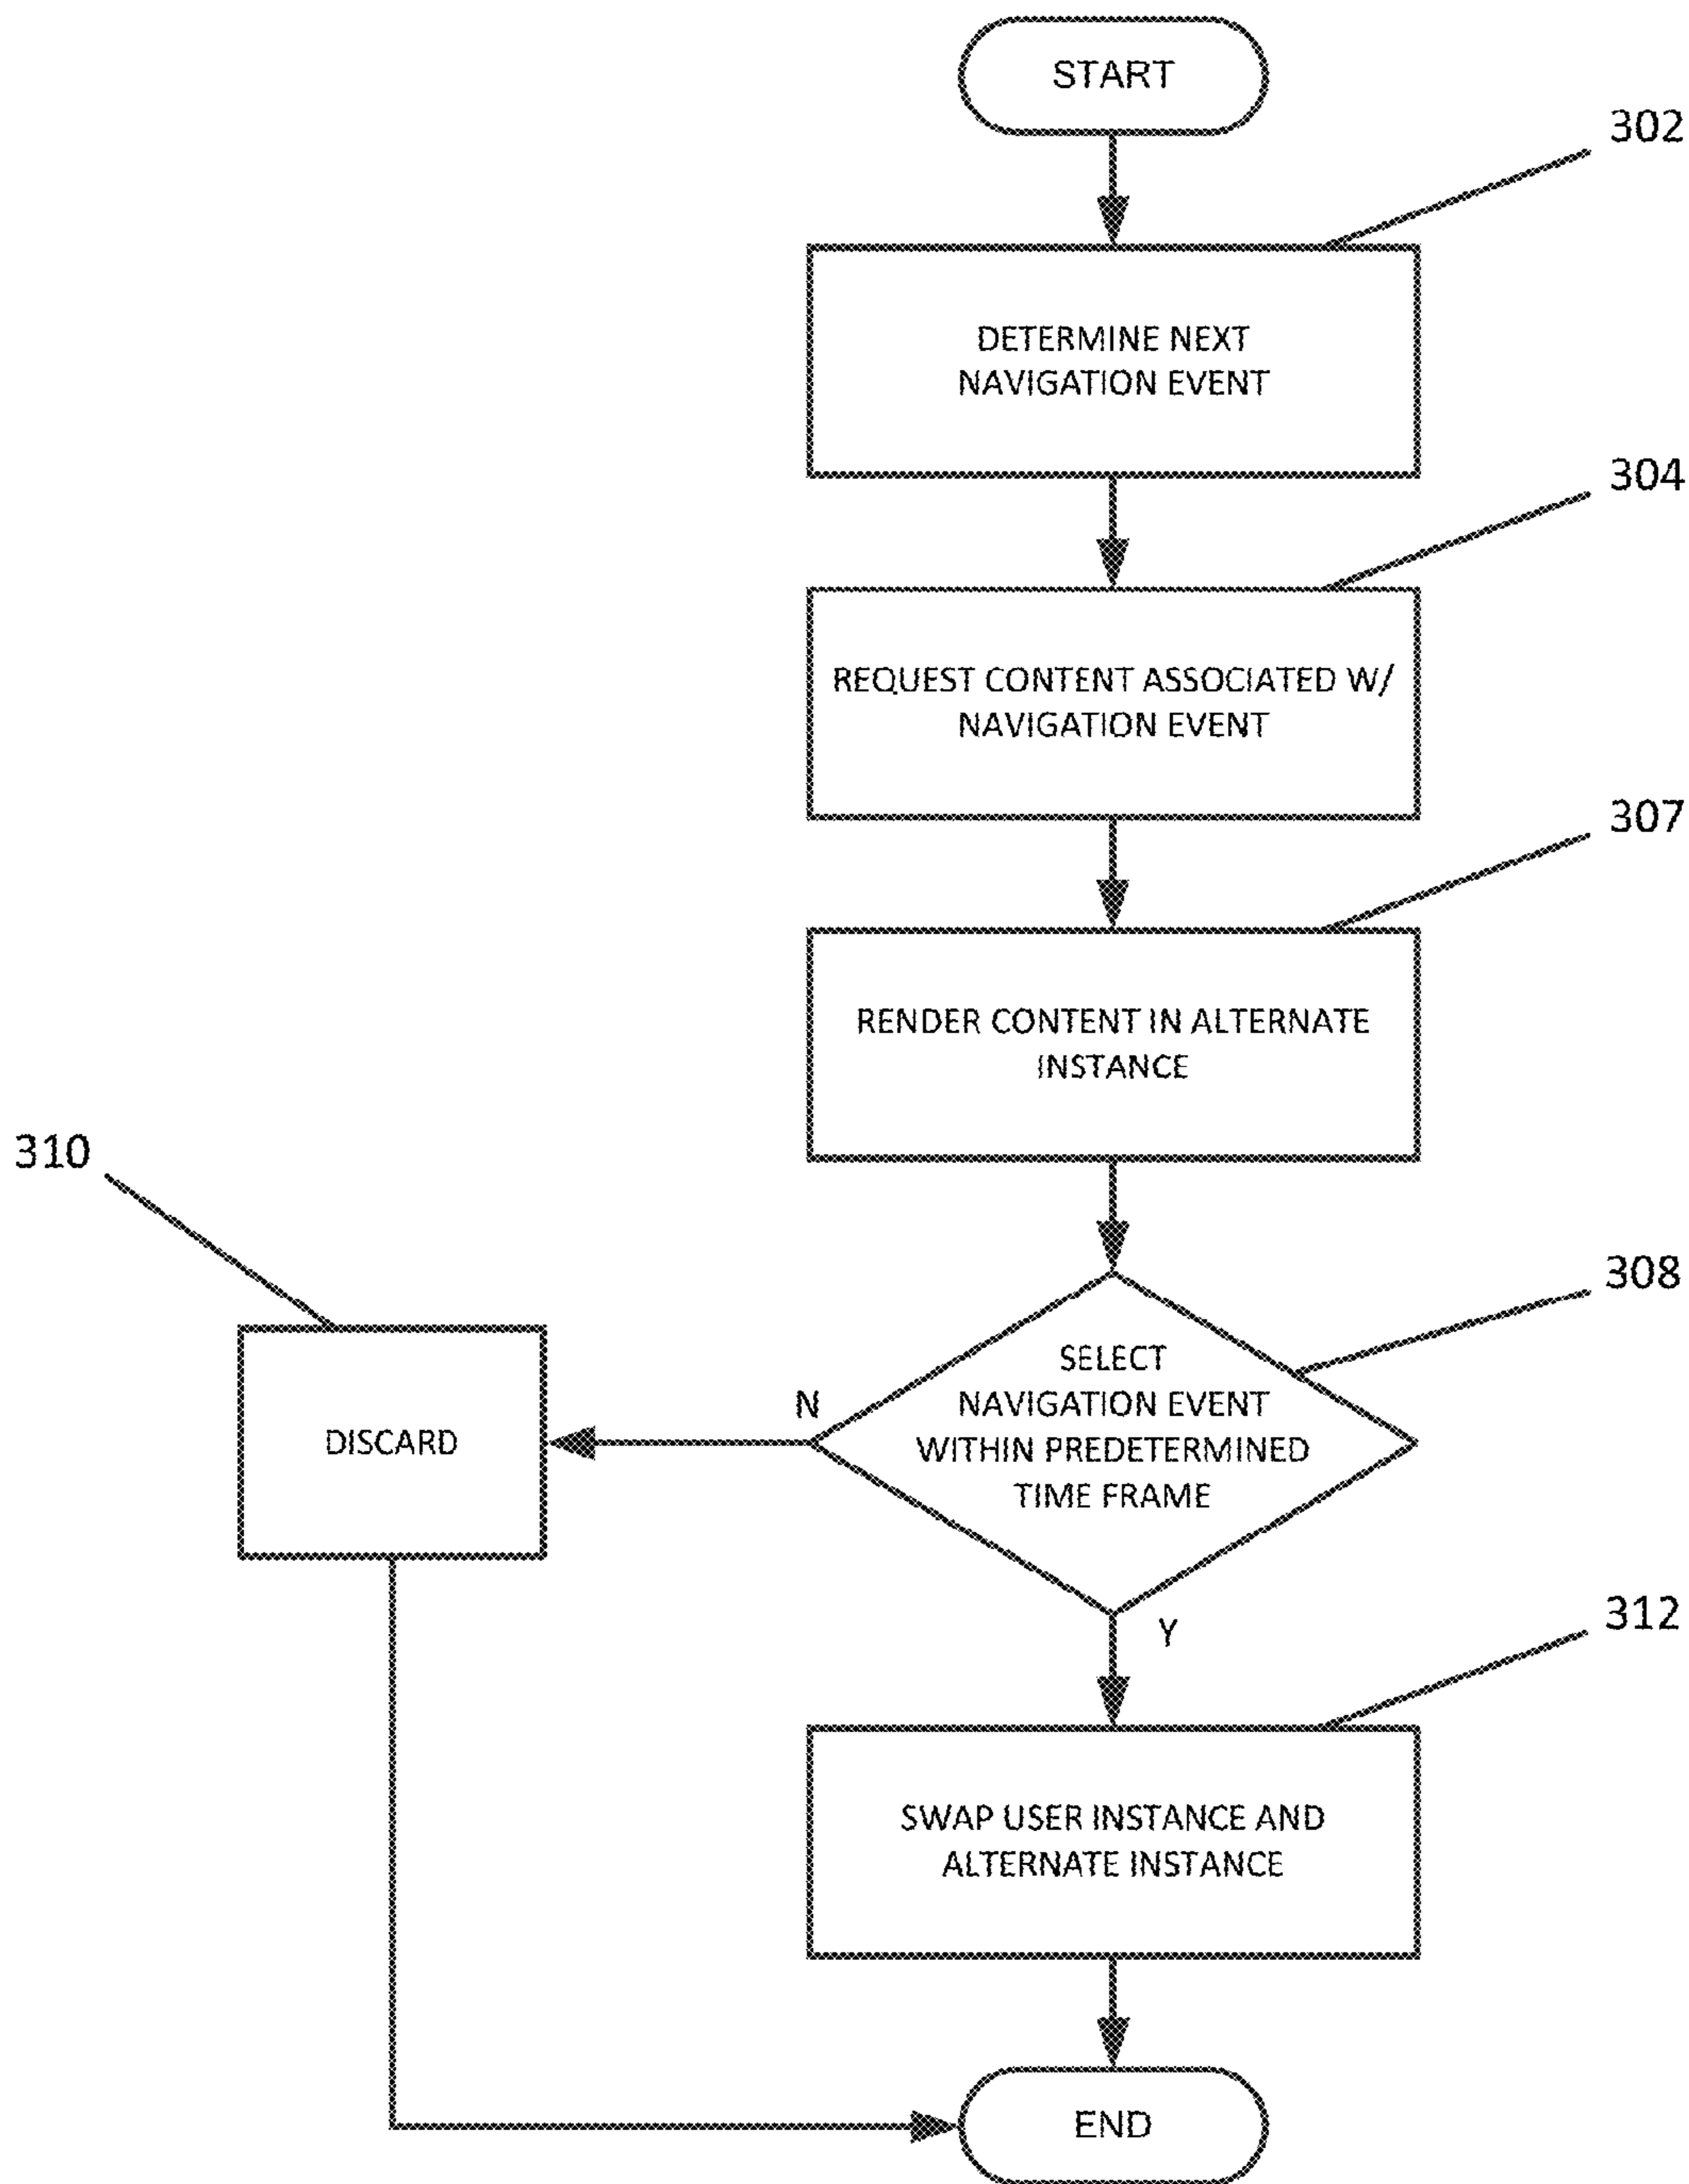 START
302
DETERMINE NEXT
NAVIGATION EVENT
304
REQUEST CONTENT ASSOCIATED W/
NAVIGATION EVENT
307
RENDER CONTENT IN ALTERNATE
INSTANCE
310
308
SELECT
NAVIGATION EVENT
WITHIN PREDETERMINED
TIME FRAME
N
DISCARD
Y
312
SWAP USER INSTANCE AND
ALTERNATE INSTANCE
END